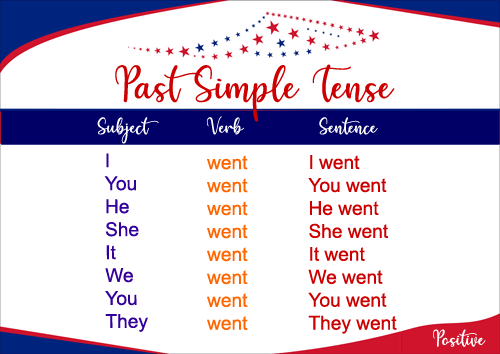 Past Simple Tense
Subject Verb Sentence
I went I went
You went You went
He went He went
She went She went
It went It went
We went We went
You went You went
They went They went
Positive